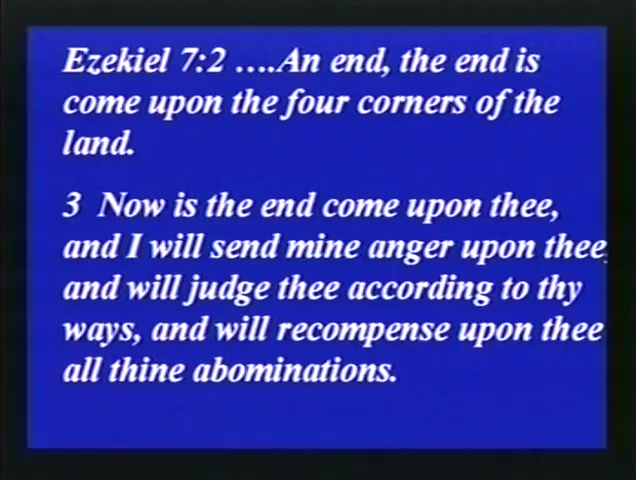 Ezekiel 7:2 ….An end, the end is
come upon the four corners of the
land.
3 Now is the end come upon thee,
and I will send mine anger upon thee,
and will judge thee according to thy
ways, and will recompense upon thee
all thine abominations.